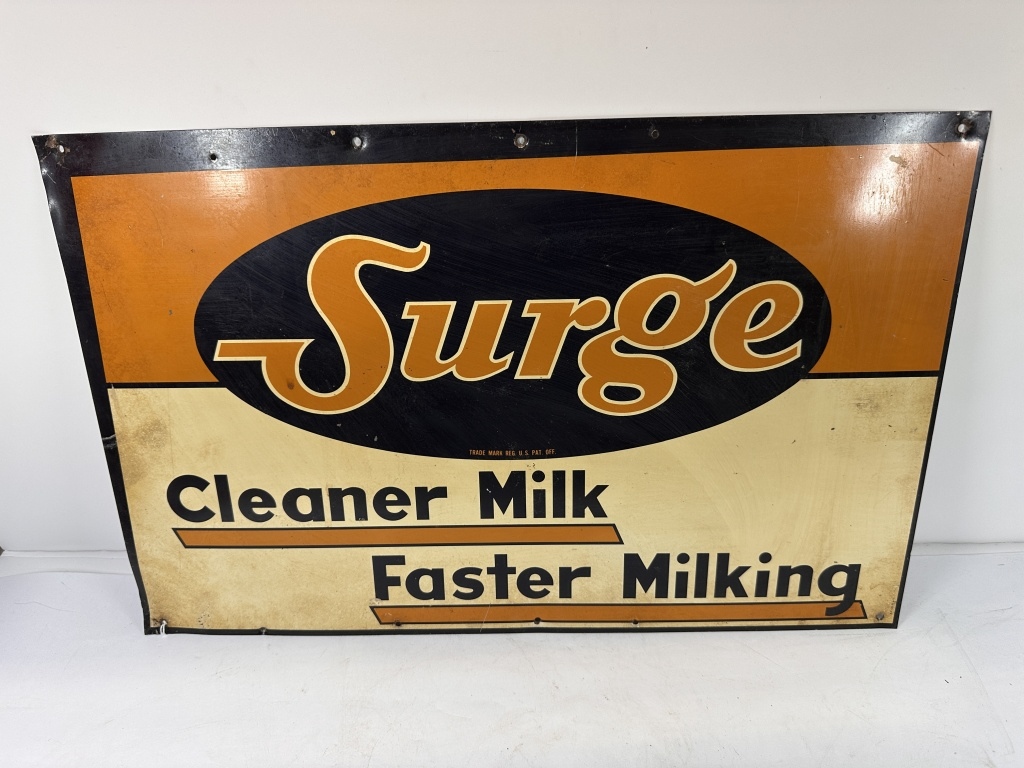 Surge
TRADE MARK REG. U.S. PAT. OFF.
Cleaner Milk
Faster Milking